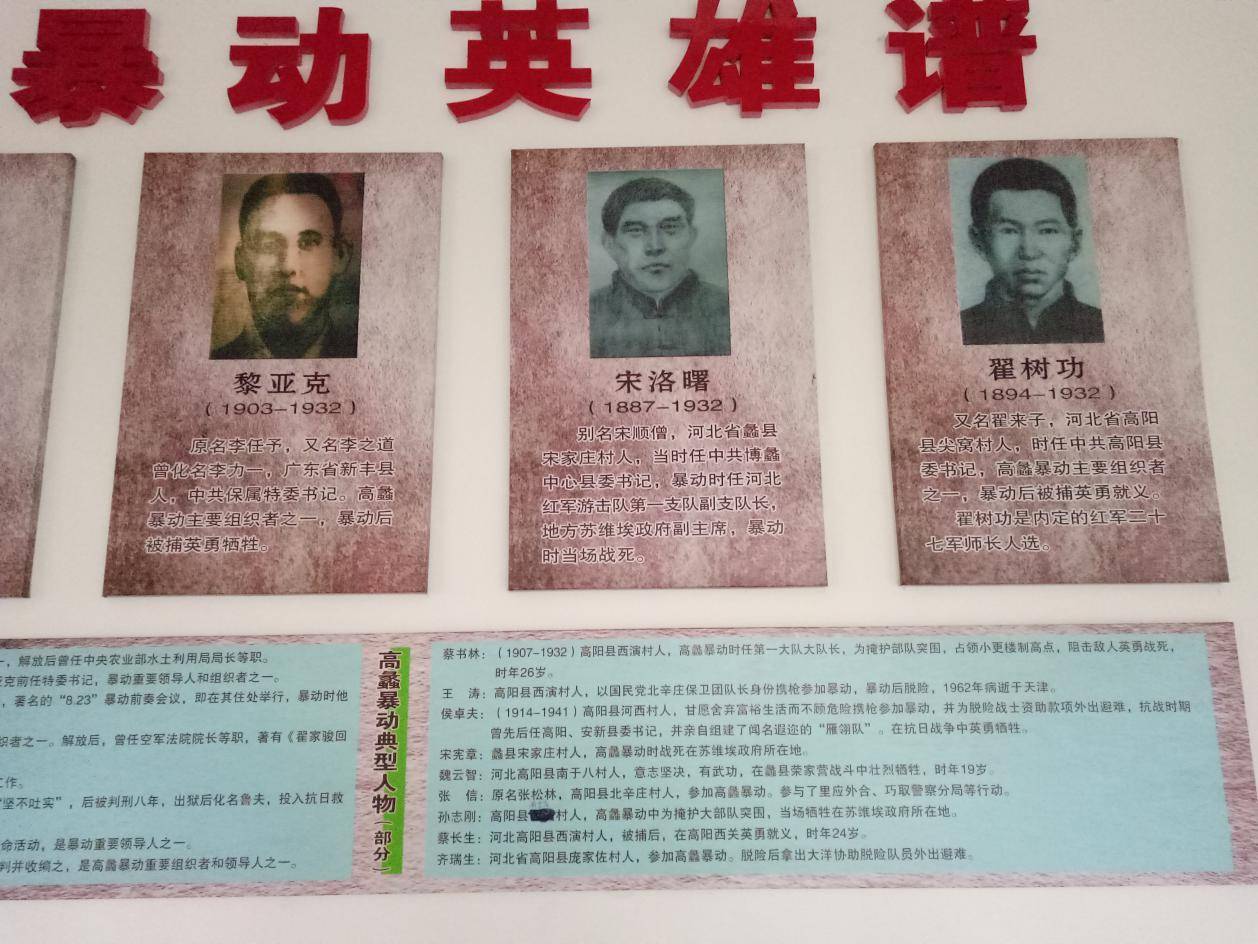 暴动英雄谱
黎亚克
（1903-1932）
原名李任予，又名李之道
曾化名李力一，广东省新丰县
人，中共保属特委书记。高蠡
暴动主要组织者之一，暴动后
被捕英勇牺牲。
宋洛曙
（1887-1932）
别名宋顺僧，河北省蠡县
宋家庄村人，当时任中共博蠡
中心县委书记，暴动时任河北
红军游击队第一支队副支队长，
地方苏维埃政府副主席，暴动
时当场战死。
翟树功
（1894-1932）
又名翟来子，河北省高阳
县尖窝村人，时任中共高阳县
委书记，高蠡暴动主要组织者
之一，暴动后被捕英勇就义。
翟树功是内定的红军二十
七军师长人选。
，解放后曾任中央农业部水土利用局局长等职。
克前任特委书记，暴动重要领导人和组织者之一。
，著名的“8.23”暴动前奏会议，即在其住处举行，暴动时他
织者之一。解放后，曾任空军法院院长等职，著有《翟家骏回
工作。
“坚不吐实”，后被判刑八年，出狱后化名鲁夫，投入抗日救
命活动，是暴动重要领导人之一。
判并收编之，是高蠡暴动重要组织者和领导人之一。
高蠡暴动典型人物（部分）
蔡书林：（1907-1932）高阳县西演村人，高蠡暴动时任第一大队大队长，为掩护部队突围，占领小更楼制高点，阻击敌人英勇战死，
时年26岁。
王　涛：高阳县西演村人，以国民党北辛庄保卫团队长身份携枪参加暴动，暴动后脱险，1962年病逝于天津。
侯卓夫：（1914-1941）高阳县河西村人，甘愿舍弃富裕生活而不顾危险携枪参加暴动，并为脱险战士资助款项外出避难，抗战时期
曾先后任高阳、安新县委书记，并亲自组建了闻名遐迩的“雁翎队”。在抗日战争中英勇牺牲。
宋宪章：蠡县宋家庄村人，高蠡暴动时战死在苏维埃政府所在地。
魏云智：河北高阳县南于八村人，意志坚决，有武功，在蠡县荣家营战斗中壮烈牺牲，时年19岁。
张　信：原名张松林，高阳县北辛庄村人，参加高蠡暴动。参与了里应外合、巧取警察分局等行动。
孙志刚：高阳县村人，高蠡暴动中为掩护大部队突围，当场牺牲在苏维埃政府所在地。
蔡长生：河北高阳县西演村人，被捕后，在高阳西关英勇就义，时年24岁。
齐瑞生：河北省高阳县庞家佐村人，参加高蠡暴动。脱险后拿出大洋协助脱险队员外出避难。